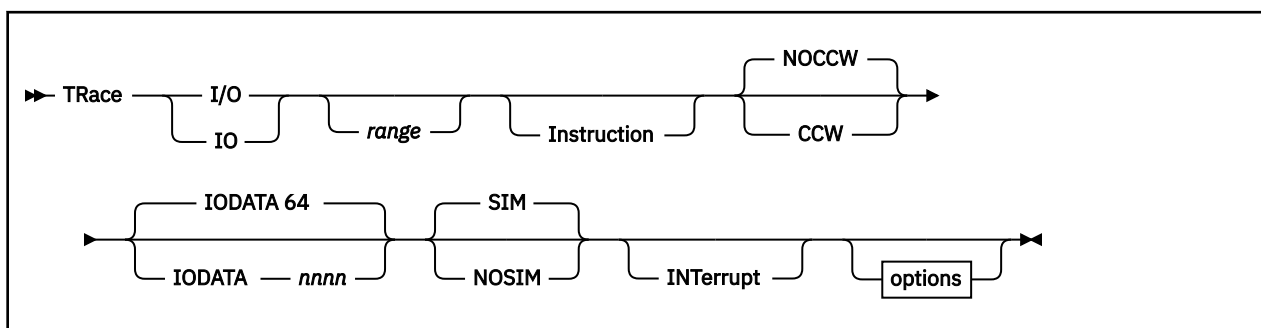 NOCCW
TRace I/O
IO range Instruction CCW
IODATA 64 SIM
IODATA nnnn NOSIM INTerrupt options